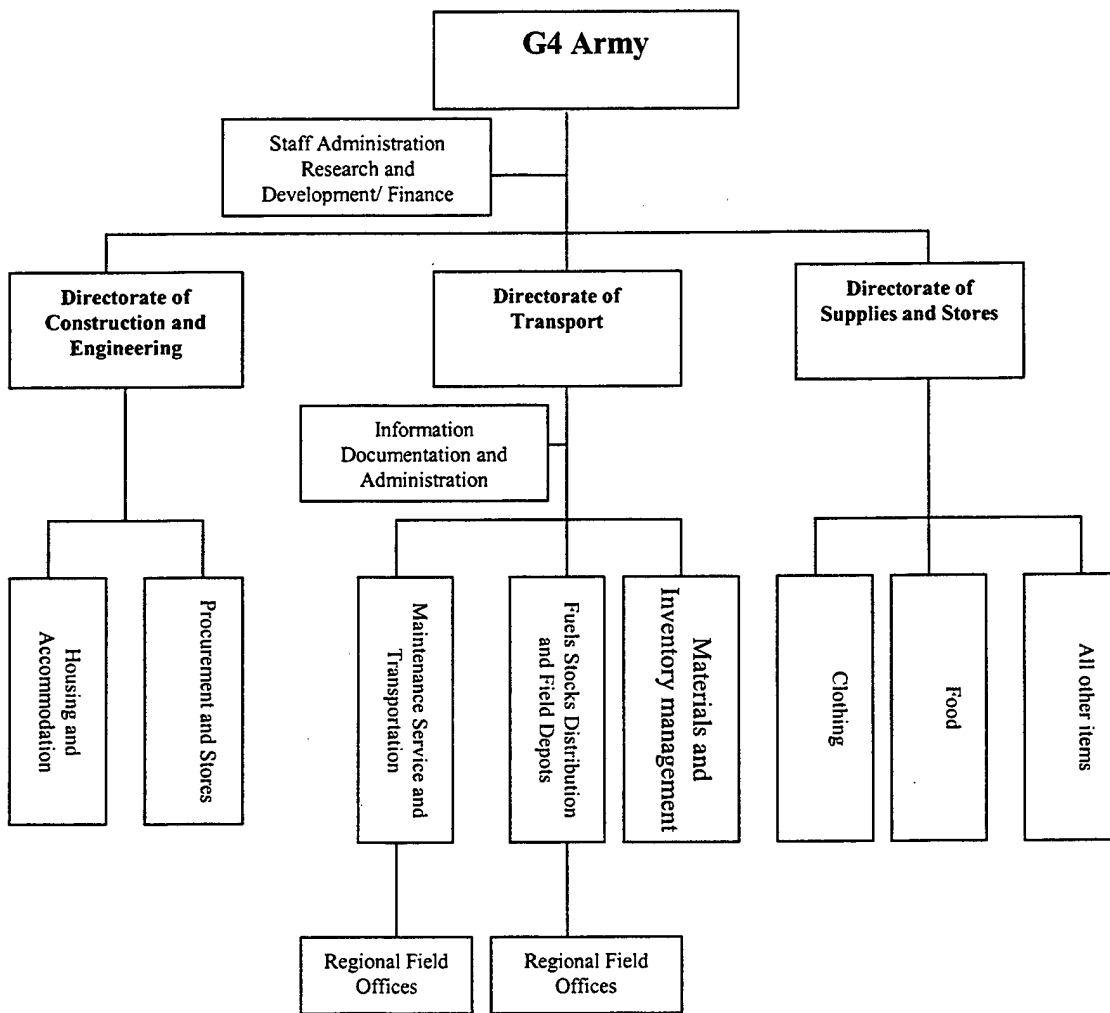 G4 Army
Staff Administration
Research and
Development/ Finance
Directorate of
Construction and
Engineering
Directorate of
Transport
Directorate of
Supplies and Stores
Information
Documentation and
Administration
Housing and
Accommodation
Procurement and Stores
Maintenance Service and
Transportation
Fuels Stocks Distribution
and Field Depots
Materials and
Inventory management
Clothing
Food
All other items
Regional Field
Offices
Regional Field
Offices